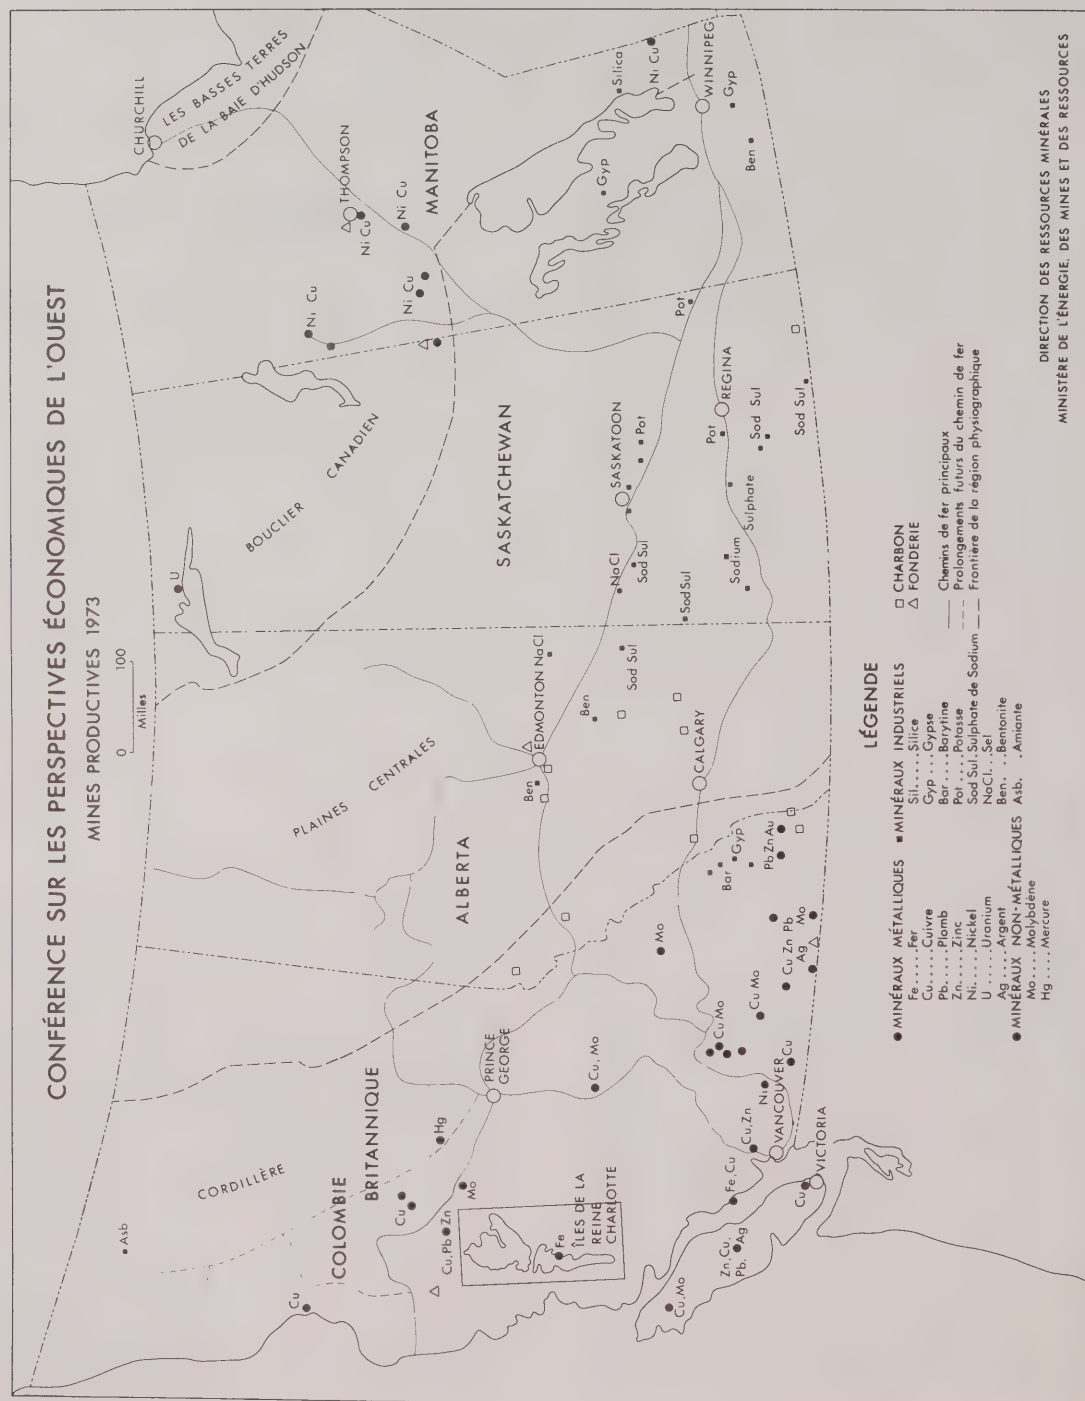 CONFÉRENCE SUR LES PERSPECTIVES ÉCONOMIQUES DE L'OUEST
MINES PRODUCTIVES 1973
0 100
Milles
CHURCHILL
LES BASSES TERRES
DE LA BAIE D'HUDSON
THOMPSON
Ni Cu
Ni Cu
MANITOBA
Ni Cu
Ni Cu
Silica
Ni Cu
Gyp
WINNIPEG
Gyp
Ben
BOUCLIER CANADIEN
U
SASKATCHEWAN
SASKATOON
Pot
Pot
REGINA
Pot
Sod Sul
Sod Sul
Sodium Sulphate
NaCl
Sod Sul
Sod Sul
PLAINES CENTRALES
ALBERTA
EDMONTON
NaCl
Ben
Ben
Sod Sul
CALGARY
CORDILLÈRE
Asb
COLOMBIE
BRITANNIQUE
PRINCE
GEORGE
Hg
Cu
Cu
Mo
Cu, Pb Zn
Fe
ÎLES DE LA
REINE
CHARLOTTE
Cu, Mo
Mo
Bar
Gyp
Pb Zn Au
Cu Mo
Cu Mo
Cu Zn Pb
Ag
Mo
Cu
Ni
VANCOUVER
Cu, Zn
Fe, Cu
VICTORIA
Cu
Zn, Cu,
Pb, Ag
Cu, Mo
LÉGENDE
MINÉRAUX MÉTALLIQUES
Fe.....Fer
Cu.....Cuivre
Pb.....Plomb
Zn.....Zinc
Ni.....Nickel
U.....Uranium
Ag....Argent
MINÉRAUX NON-MÉTALLIQUES
Mo....Molybdène
Hg....Mercure
MINÉRAUX INDUSTRIELS
Sil.....Silice
Gyp...Gypse
Bar....Barytine
Pot....Potasse
Sod Sul.Sulphate de Sodium
NaCl...Sel
Ben...Bentonite
Asb. .Amiante
CHARBON
FONDERIE
Chemins de fer principaux
Prolongements futurs du chemin de fer
Frontière de la région physiographique
DIRECTION DES RESSOURCES MINÉRALES
MINISTÈRE DE L'ÉNERGIE, DES MINES ET DES RESSOURCES